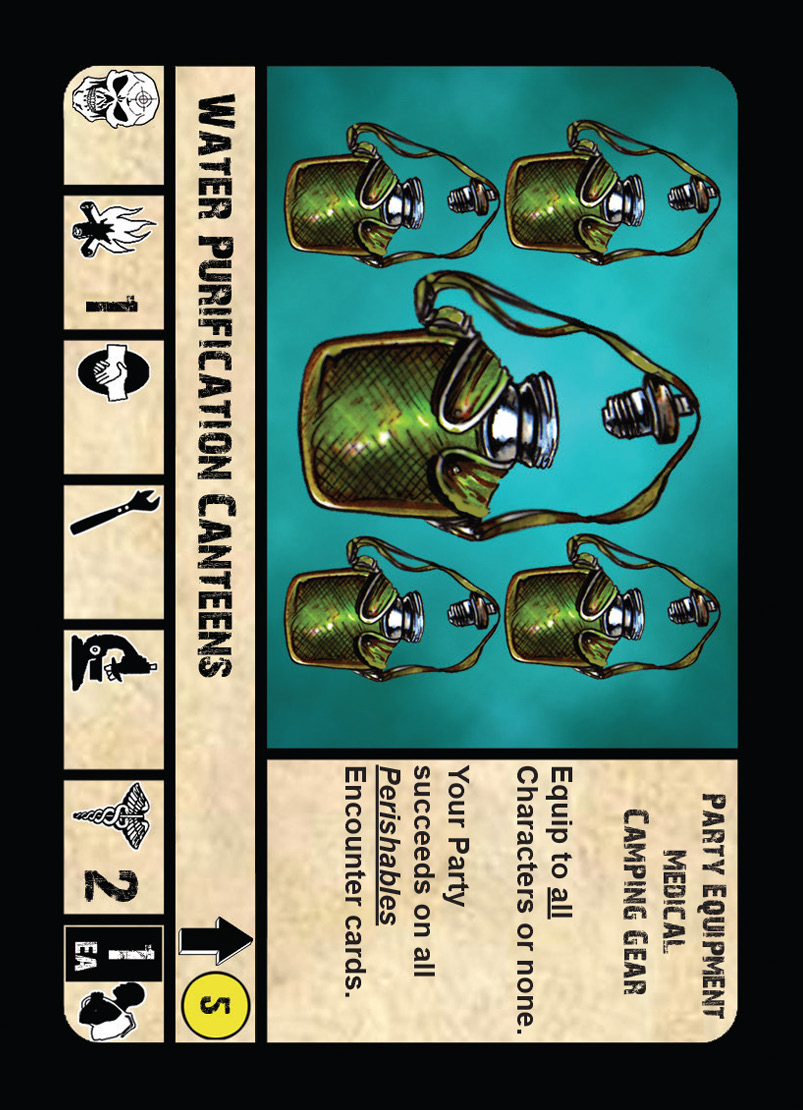 PARTY EQUIPMENT
MEDICAL
CAMPING GEAR
Equip to all
Characters or none.
Your Party
succeeds on all
Perishables
Encounter cards.
WATER PURIFICATION CANTEENS
5
1
2
1
EA